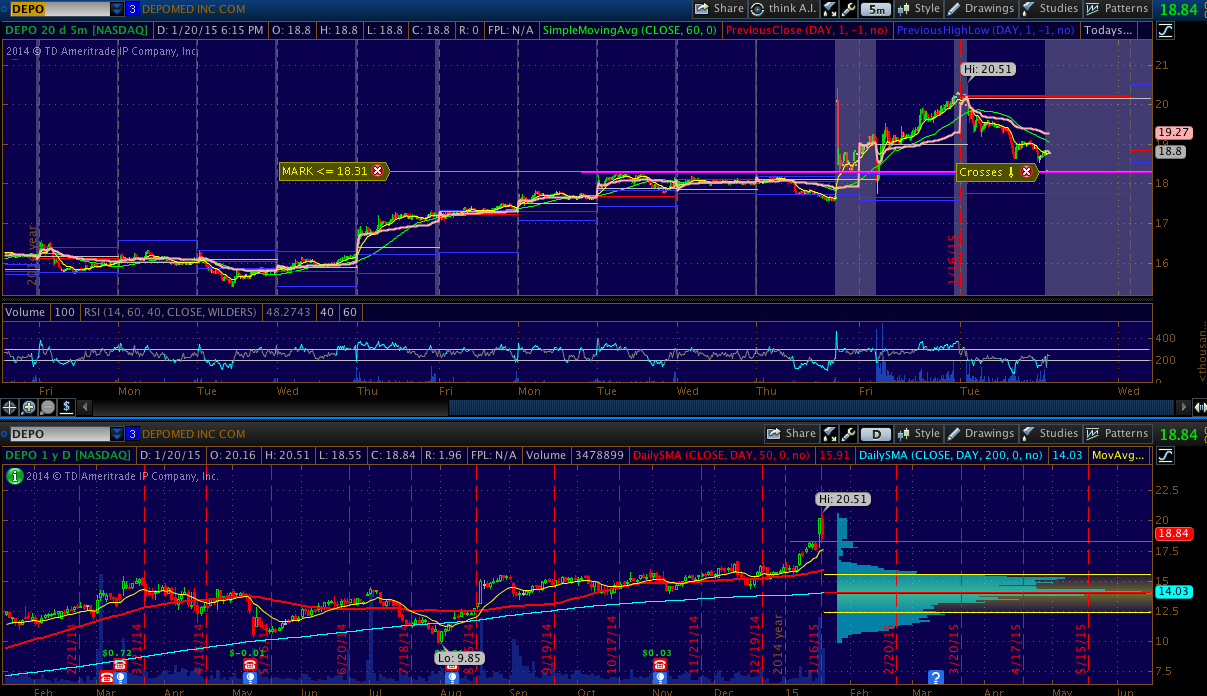 DEPO 3 DEPOMED INC COM Share think A.I. 5m Style Drawings Studies Patterns 18.84
DEPO 20 d 5m [NASDAQ] D: 1/20/15 6:15 PM O: 18.8 H: 18.8 L: 18.8 C: 18.8 R: 0 FPL: N/A SimpleMovingAvg (CLOSE, 60, 0) PreviousClose (DAY, 1, -1, no) PreviousHighLow (DAY, 1, -1, no) Todays...
2014 © TD Ameritrade IP Company, Inc.
21
Hi: 20.51
20
19.27
18.8
MARK <= 18.31
Crosses
18
17
16
1/16/15
Volume 100 RSI (14, 60, 40, CLOSE, WILDERS) 48.2743 40 60
400
200
0
Fri Mon Tue Wed Thu Fri Mon Tue Wed Thu Fri Tue Wed
$
DEPO 3 DEPOMED INC COM Share D Style Drawings Studies Patterns 18.84
DEPO 1 y D [NASDAQ] D: 1/20/15 O: 20.16 H: 20.51 L: 18.55 C: 18.84 R: 1.96 FPL: N/A Volume 3478899 DailySMA (CLOSE, DAY, 50, 0, no) 15.91 DailySMA (CLOSE, DAY, 200, 0, no) 14.03 MovAvg...
2014 © TD Ameritrade IP Company, Inc.
22.5
Hi: 20.51
20
18.84
17.5
15
14.03
12.5
10
7.5
2/21/14
6/20/14
7/18/14
9/19/14
10/17/14
11/21/14
12/19/14
2014 year
1/16/15
2/20/15
3/20/15
4/17/15
5/15/15
$0.72 $-0.01 $0.03
Lo: 9.85
Feb Mar Apr May Jun Jul Aug Sep Oct Nov Dec 15 Feb Mar Apr May Jun